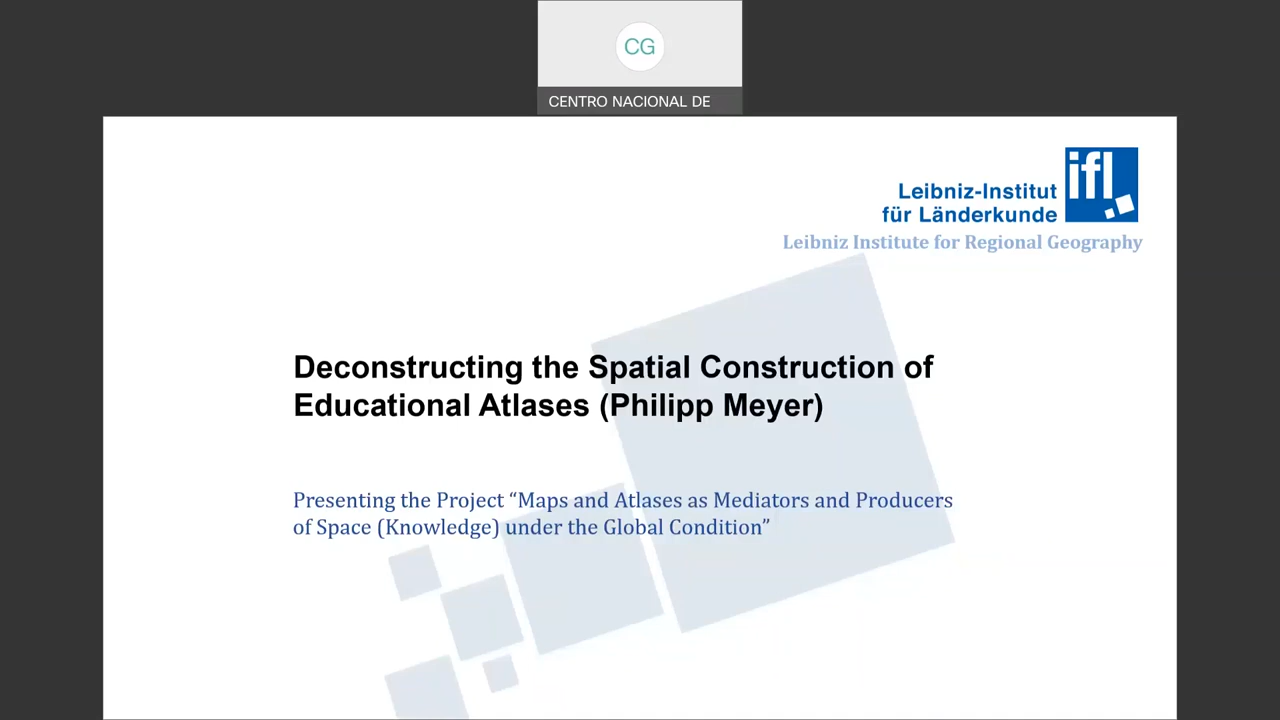 CG
CENTRO NACIONAL DE
ifl
Leibniz-Institut
für Länderkunde
Leibniz Institute for Regional Geography
Deconstructing the Spatial Construction of
Educational Atlases (Philipp Meyer)
Presenting the Project “Maps and Atlases as Mediators and Producers
of Space (Knowledge) under the Global Condition”